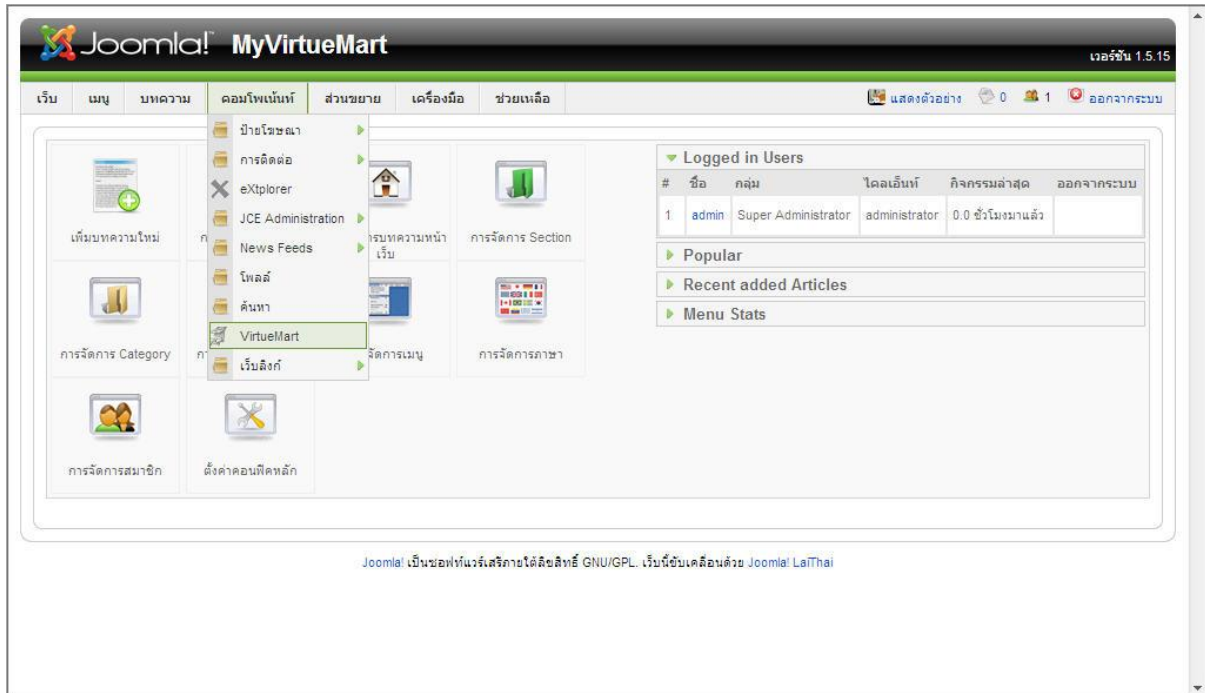 Joomla!™ MyVirtueMart
เวอร์ชัน 1.5.15
เว็บ เมนู บทความ คอมโพเน้นท์ ส่วนขยาย เครื่องมือ ช่วยเหลือ แสดงตัวอย่าง 0 1 ออกจากระบบ
ป้ายโฆษณา
การติดต่อ
eXtplorer
JCE Administration
News Feeds
โพลล์
ค้นหา
VirtueMart
เว็บลิงก์
เพิ่มบทความใหม่
เว็บ
การจัดการ Section
การจัดการ Category
การจัดการภาษา
การจัดการสมาชิก
ตั้งค่าคอนฟิคหลัก
Logged in Users
# ชื่อ กลุ่ม ไคลเอ็นท์ กิจกรรมล่าสุด ออกจากระบบ
1 admin Super Administrator administrator 0.0 ชั่วโมงมาแล้ว
Popular
Recent added Articles
Menu Stats
Joomla! เป็นซอฟท์แวร์เสรีภายใต้ลิขสิทธิ์ GNU/GPL. เว็บนี้ขับเคลื่อนด้วย Joomla! LaiThai